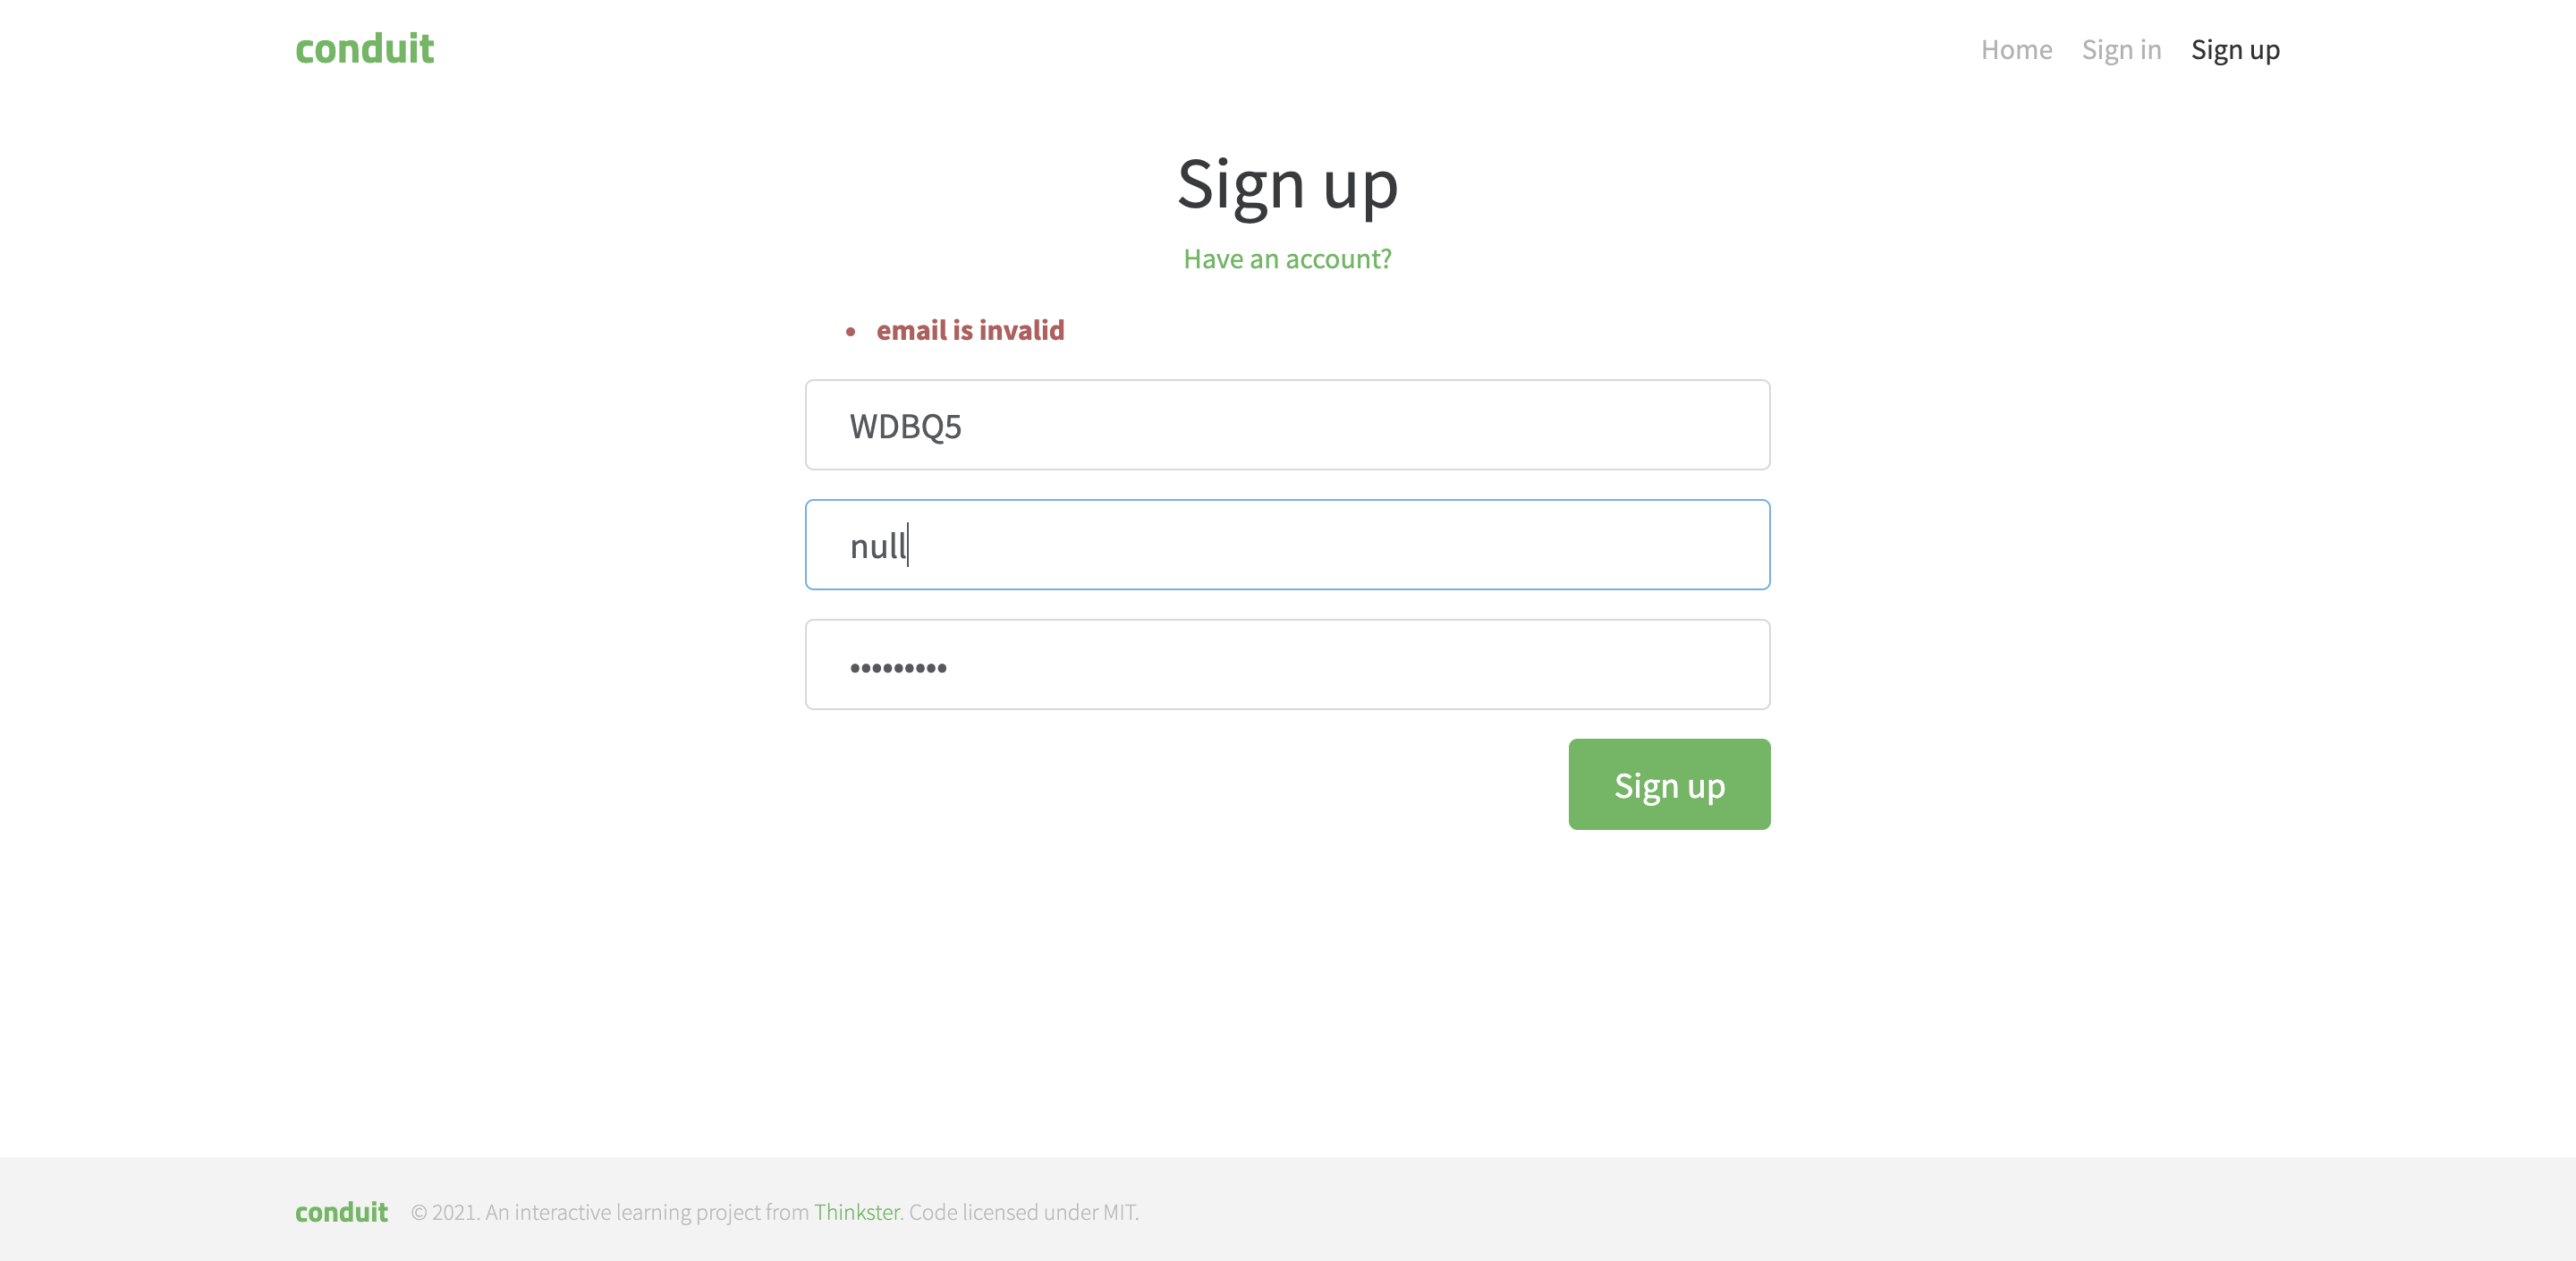 conduit
Home Sign in Sign up
Sign up
Have an account?
• email is invalid
WDBQ5
null
•••••••••
Sign up
conduit © 2021. An interactive learning project from Thinkster. Code licensed under MIT.